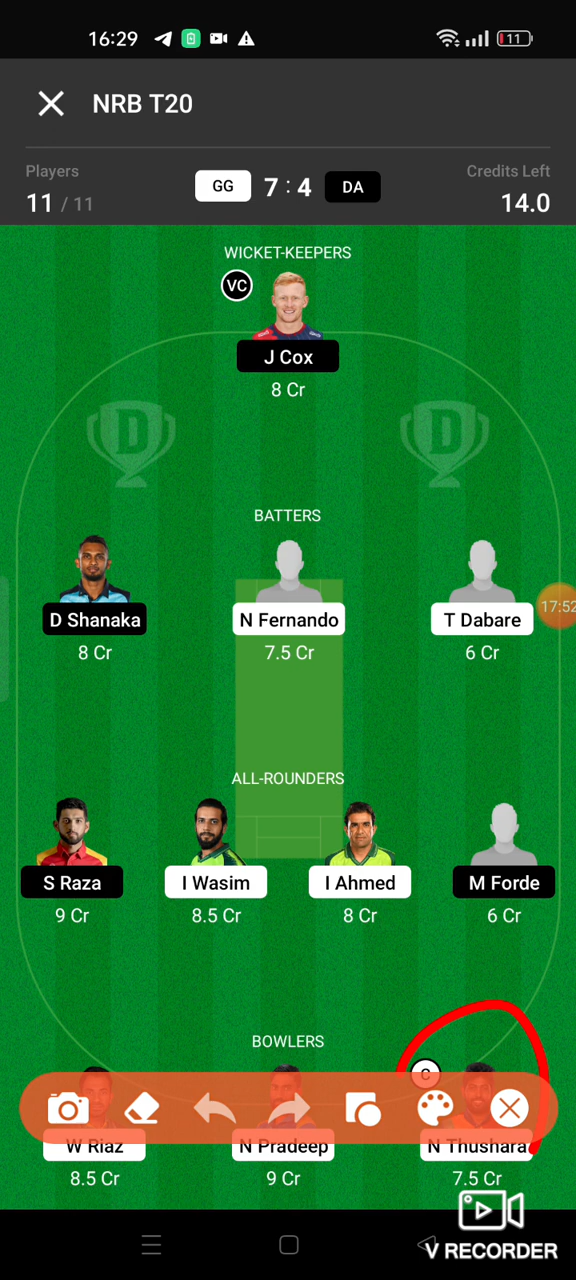 16:29
11
NRB T20
Players
Credits Left
11 / 11
GG 7 : 4 DA
14.0
WICKET-KEEPERS
VC
J Cox
8 Cr
D
D
BATTERS
D Shanaka
N Fernando
T Dabare
17:52
8 Cr
7.5 Cr
6 Cr
ALL-ROUNDERS
S Raza
I Wasim
I Ahmed
M Forde
9 Cr
8.5 Cr
8 Cr
6 Cr
BOWLERS
C
W Riaz
N Pradeep
N Thushara
8.5 Cr
9 Cr
7.5 Cr
V RECORDER